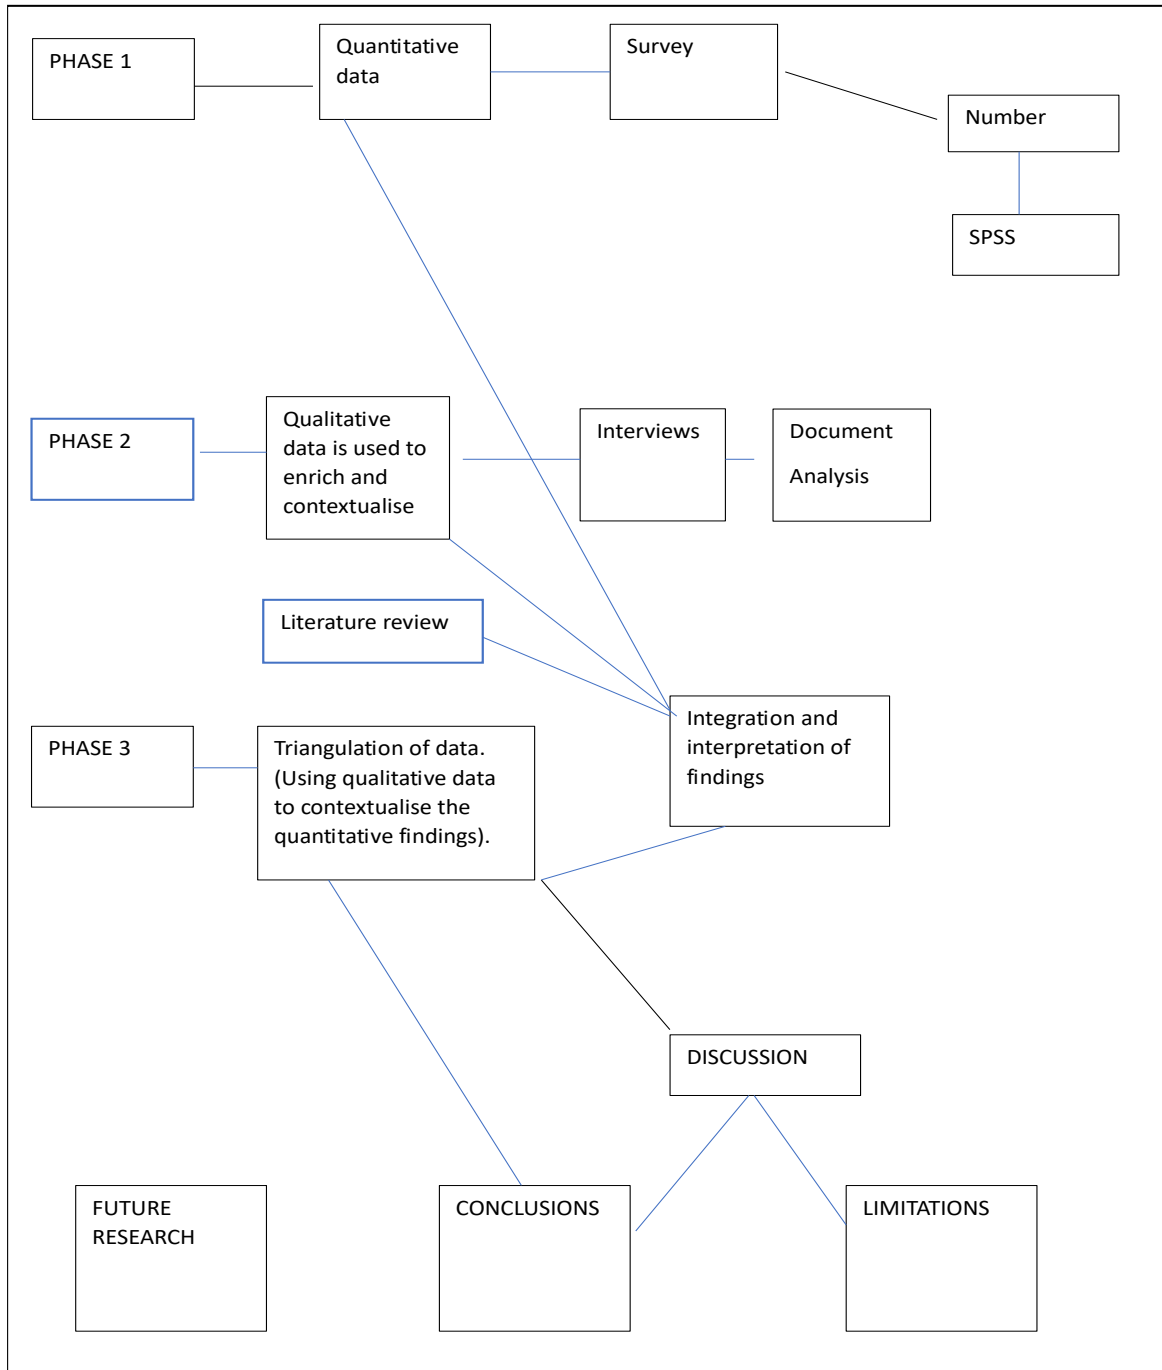 PHASE 1
Quantitative
data
Survey
Number
SPSS
PHASE 2
Qualitative
data is used to
enrich and
contextualise
Interviews
Document
Analysis
Literature review
PHASE 3
Triangulation of data.
(Using qualitative data
to contextualise the
quantitative findings).
Integration and
interpretation of
findings
DISCUSSION
FUTURE
RESEARCH
CONCLUSIONS
LIMITATIONS